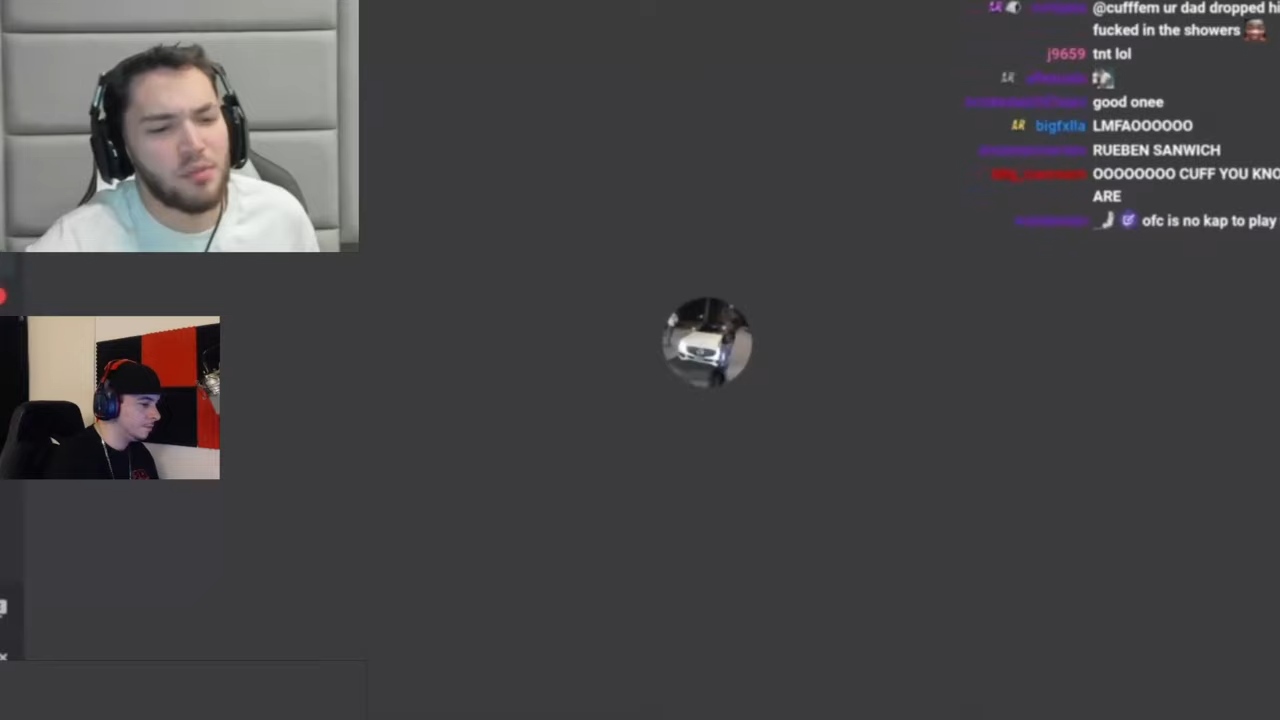 @cufffem ur dad dropped hi
fucked in the showers
j9659 tnt lol
good onee
bigfxlla LMFAOOOOOO
RUEBEN SANWICH
OOOOOOOO CUFF YOU KNO
ARE
ofc is no kap to play